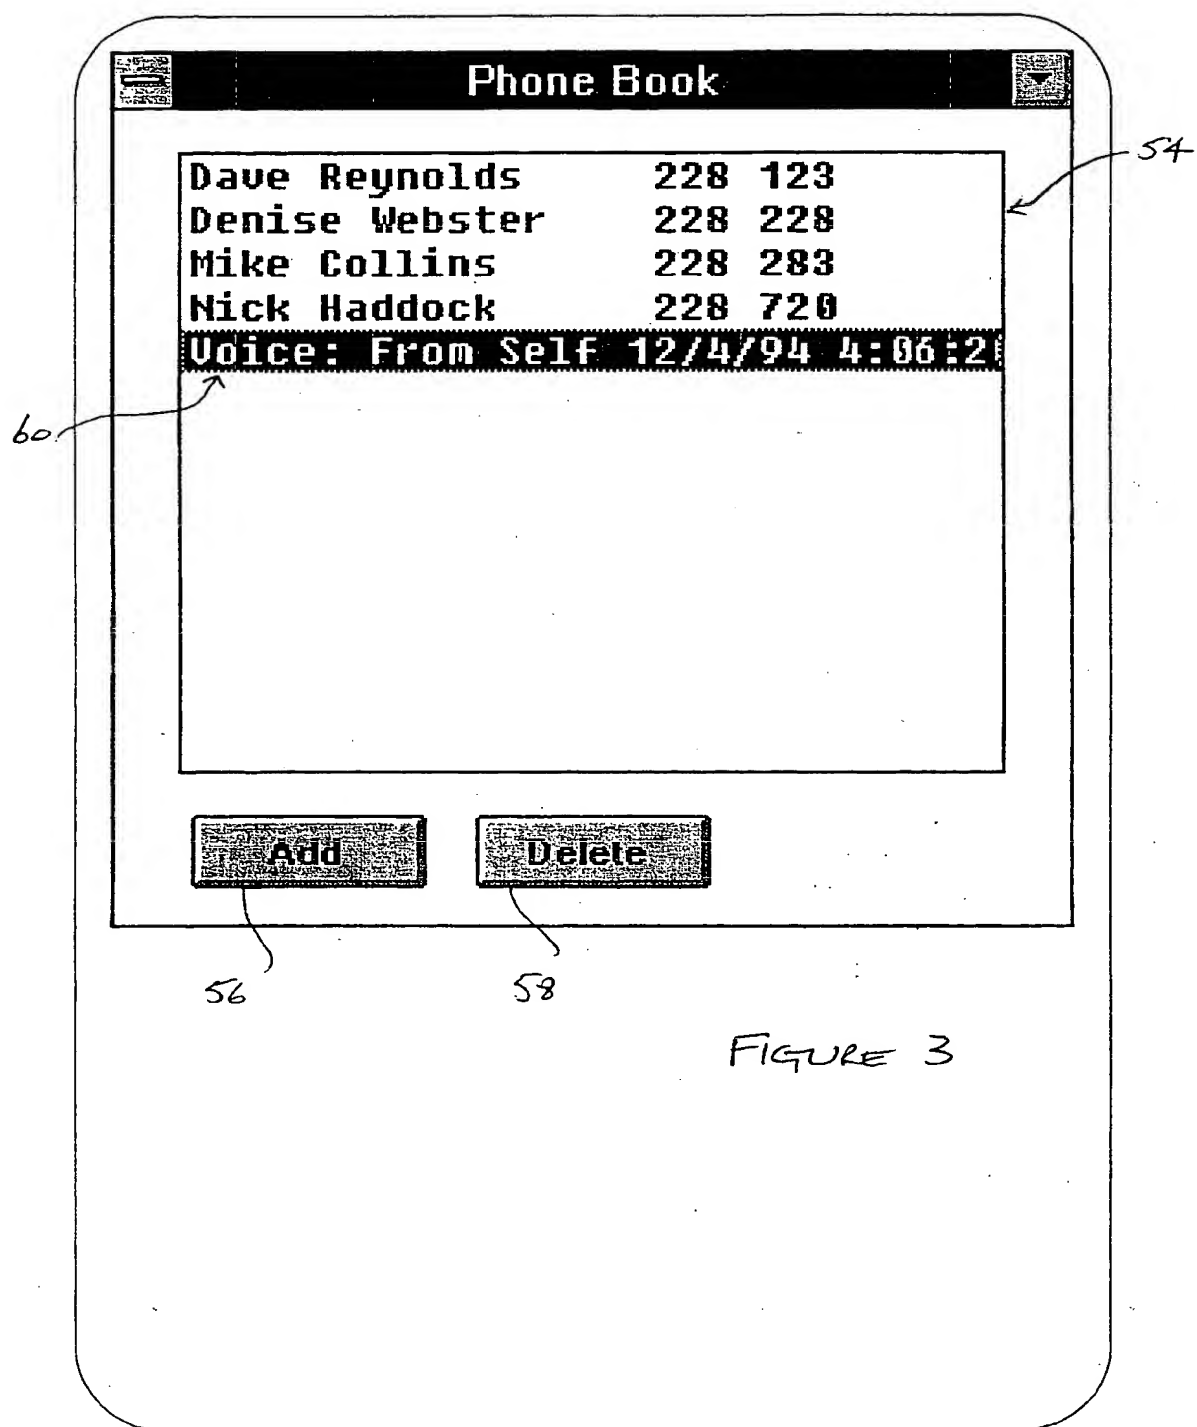 Phone Book
54
Dave Reynolds 228 123
Denise Webster 228 228
Mike Collins 228 283
Nick Haddock 228 720
Voice: From Self 12/4/94 4:06:2
60
Add Delete
56 58
FIGURE 3